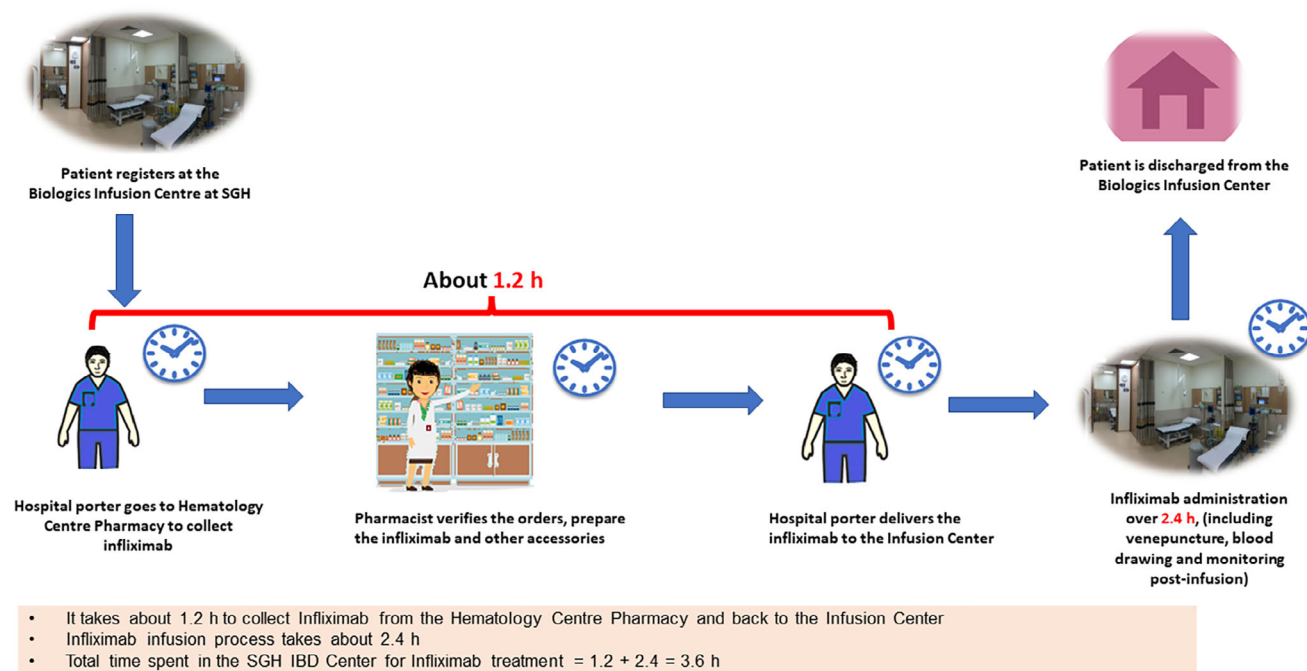 Patient registers at the
Biologics Infusion Centre at SGH
Patient is discharged from the
Biologics Infusion Center
About 1.2 h
Hospital porter goes to Hematology
Centre Pharmacy to collect
infliximab
Pharmacist verifies the orders, prepare
the infliximab and other accessories
Hospital porter delivers the
infliximab to the Infusion Center
Infliximab administration
over 2.4 h, (including
venepuncture, blood
drawing and monitoring
post-infusion)
• It takes about 1.2 h to collect Infliximab from the Hematology Centre Pharmacy and back to the Infusion Center
• Infliximab infusion process takes about 2.4 h
• Total time spent in the SGH IBD Center for Infliximab treatment = 1.2 + 2.4 = 3.6 h